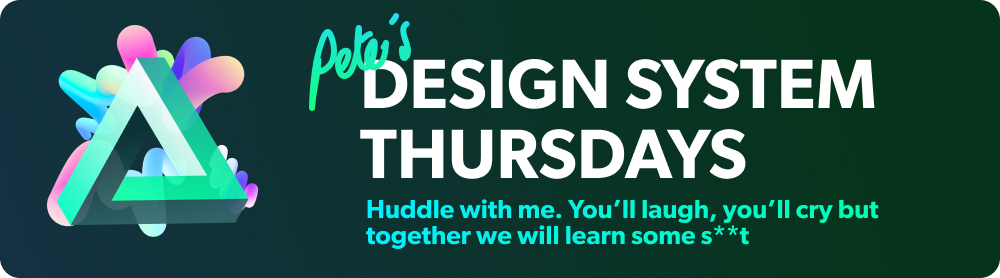 Pete's
DESIGN SYSTEM
THURSDAYS
Huddle with me. You’ll laugh, you’ll cry but
together we will learn some s**t